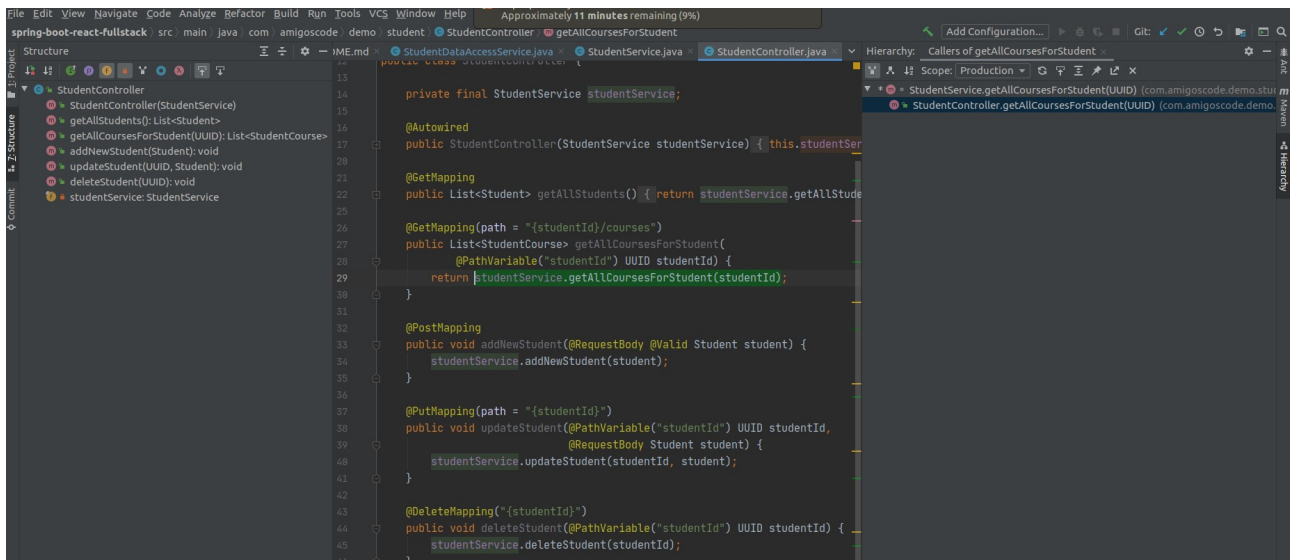 File Edit View Navigate Code Analyze Refactor Build Run Tools VCS Window Help
Approximately 11 minutes remaining (9%)
spring-boot-react-fullstack src main java com amigoscode demo student StudentController getAllCoursesForStudent
Add Configuration... Git:
Structure
StudentController
StudentController(StudentService)
getAllStudents(): List<Student>
getAllCoursesForStudent(UUID): List<StudentCourse>
addNewStudent(Student): void
updateStudent(UUID, Student): void
deleteStudent(UUID): void
studentService: StudentService
1: Project
Z: Structure
Commit
OME.md StudentDataAccessService.java StudentService.java StudentController.java
12 public class StudentController {
13
14 private final StudentService studentService;
15
16 @Autowired
17 public StudentController(StudentService studentService) { this.studentSer
20
21 @GetMapping
22 public List<Student> getAllStudents() { return studentService.getAllStude
25
26 @GetMapping(path = "{studentId}/courses")
27 public List<StudentCourse> getAllCoursesForStudent(
28 @PathVariable("studentId") UUID studentId) {
29 return studentService.getAllCoursesForStudent(studentId);
30 }
31
32 @PostMapping
33 public void addNewStudent(@RequestBody @Valid Student student) {
34 studentService.addNewStudent(student);
35 }
36
37 @PutMapping(path = "{studentId}")
38 public void updateStudent(@PathVariable("studentId") UUID studentId,
39 @RequestBody Student student) {
40 studentService.updateStudent(studentId, student);
41 }
42
43 @DeleteMapping("{studentId}")
44 public void deleteStudent(@PathVariable("studentId") UUID studentId) {
45 studentService.deleteStudent(studentId);
Hierarchy: Callers of getAllCoursesForStudent
Scope: Production
StudentService.getAllCoursesForStudent(UUID) (com.amigoscode.demo.stu
StudentController.getAllCoursesForStudent(UUID) (com.amigoscode.demo.
Ant
Maven
Hierarchy